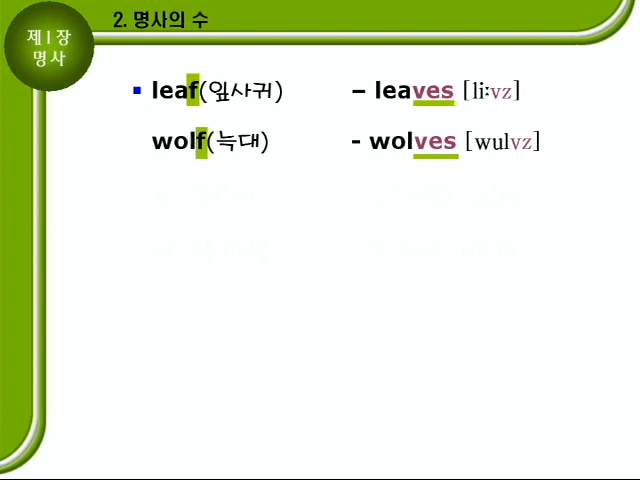 2. 명사의 수
제 1 장
명사
▪ leaf(잎사귀) – leaves [li:vz]
wolf(늑대) - wolves [wulvz]